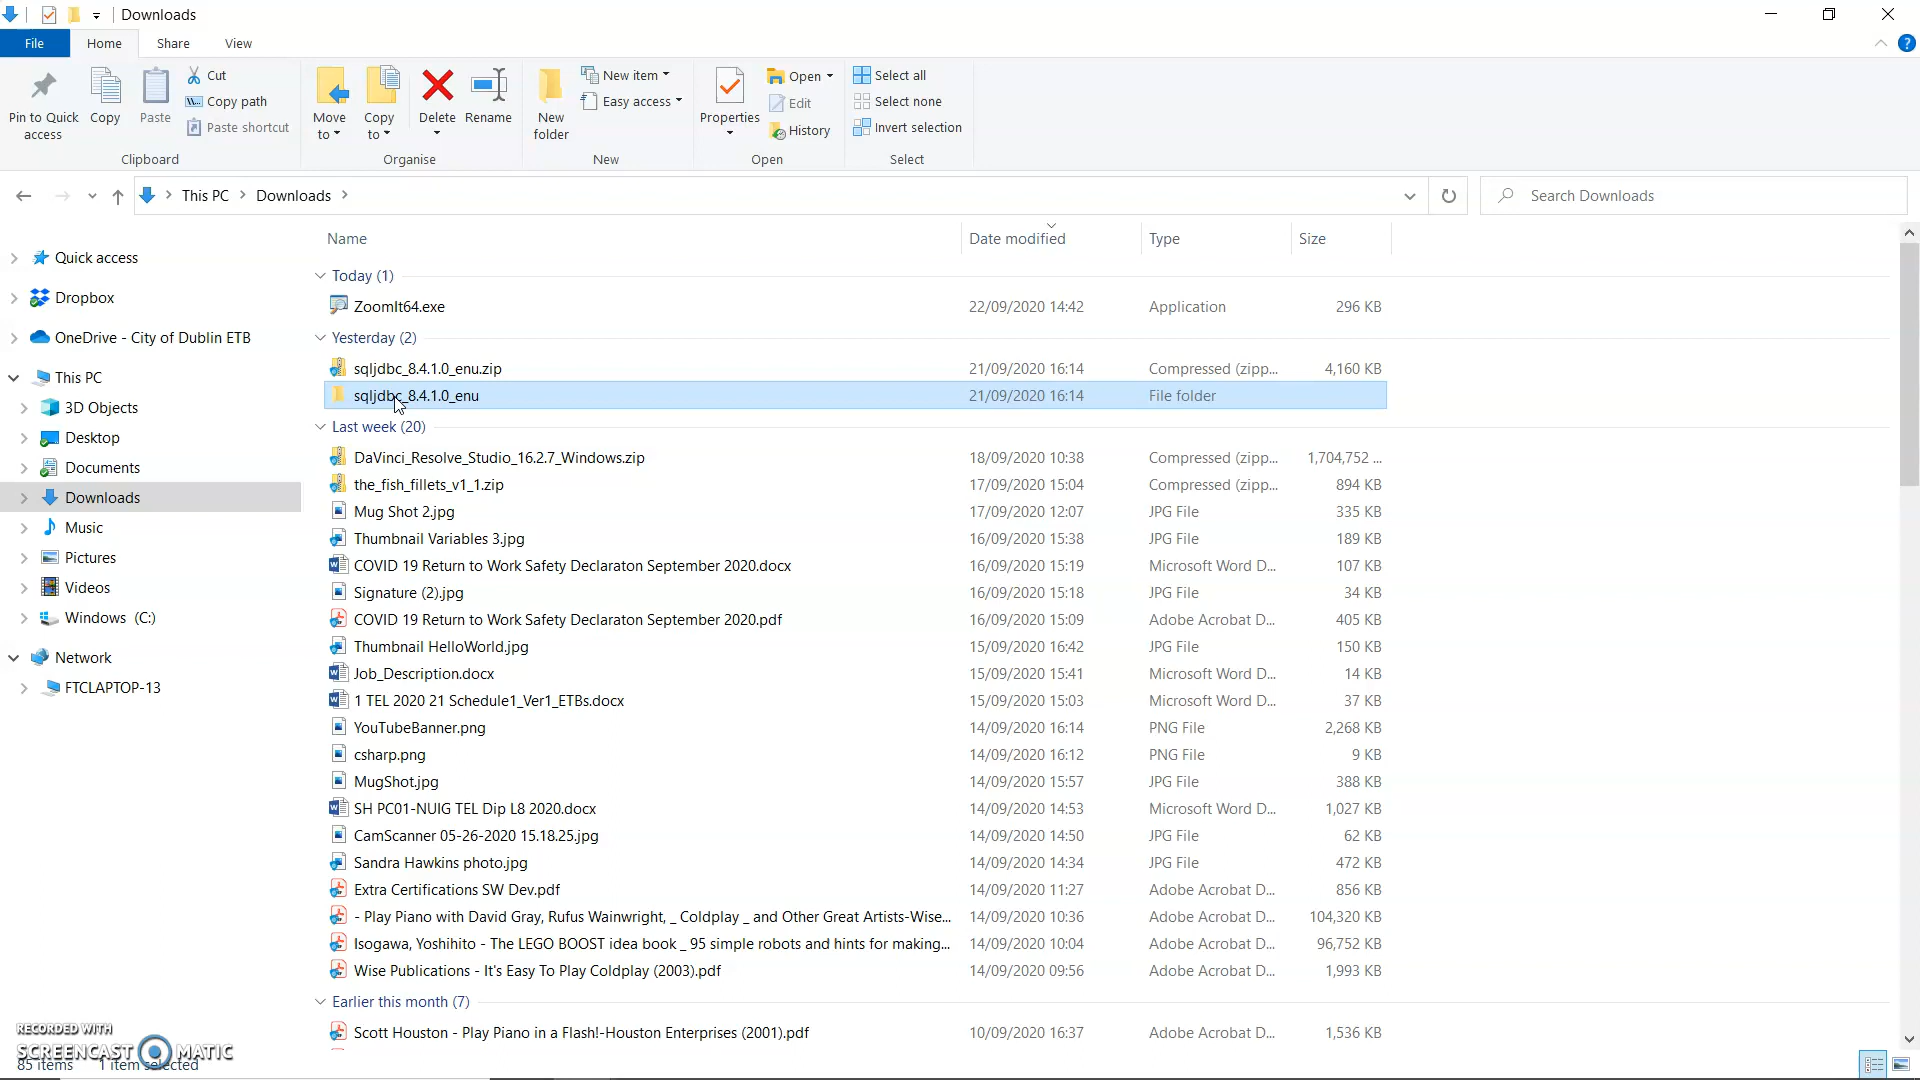 Downloads
File Home Share View
Pin to Quick access
Copy
Paste
Cut
Copy path
Paste shortcut
Clipboard
Move to
Copy to
Delete
Rename
Organise
New folder
New item
Easy access
New
Properties
Open
Edit
History
Open
Select all
Select none
Invert selection
Select
This PC Downloads
Search Downloads
Quick access
Dropbox
OneDrive - City of Dublin ETB
This PC
3D Objects
Desktop
Documents
Downloads
Music
Pictures
Videos
Windows (C:)
Network
FTCLAPTOP-13
Name Date modified Type Size
Today (1)
ZoomIt64.exe 22/09/2020 14:42 Application 296 KB
Yesterday (2)
sqljdbc_8.4.1.0_enu.zip 21/09/2020 16:14 Compressed (zipp... 4,160 KB
sqljdbc_8.4.1.0_enu 21/09/2020 16:14 File folder
Last week (20)
DaVinci_Resolve_Studio_16.2.7_Windows.zip 18/09/2020 10:38 Compressed (zipp... 1,704,752 ...
the_fish_fillets_v1_1.zip 17/09/2020 15:04 Compressed (zipp... 894 KB
Mug Shot 2.jpg 17/09/2020 12:07 JPG File 335 KB
Thumbnail Variables 3.jpg 16/09/2020 15:38 JPG File 189 KB
COVID 19 Return to Work Safety Declaraton September 2020.docx 16/09/2020 15:19 Microsoft Word D... 107 KB
Signature (2).jpg 16/09/2020 15:18 JPG File 34 KB
COVID 19 Return to Work Safety Declaraton September 2020.pdf 16/09/2020 15:09 Adobe Acrobat D... 405 KB
Thumbnail HelloWorld.jpg 15/09/2020 16:42 JPG File 150 KB
Job_Description.docx 15/09/2020 15:41 Microsoft Word D... 14 KB
1 TEL 2020 21 Schedule1_Ver1_ETBs.docx 15/09/2020 15:03 Microsoft Word D... 37 KB
YouTubeBanner.png 14/09/2020 16:14 PNG File 2,268 KB
csharp.png 14/09/2020 16:12 PNG File 9 KB
MugShot.jpg 14/09/2020 15:57 JPG File 388 KB
SH PC01-NUIG TEL Dip L8 2020.docx 14/09/2020 14:53 Microsoft Word D... 1,027 KB
CamScanner 05-26-2020 15.18.25.jpg 14/09/2020 14:50 JPG File 62 KB
Sandra Hawkins photo.jpg 14/09/2020 14:34 JPG File 472 KB
Extra Certifications SW Dev.pdf 14/09/2020 11:27 Adobe Acrobat D... 856 KB
- Play Piano with David Gray, Rufus Wainwright, _ Coldplay _ and Other Great Artists-Wise... 14/09/2020 10:36 Adobe Acrobat D... 104,320 KB
Isogawa, Yoshihito - The LEGO BOOST idea book _ 95 simple robots and hints for making... 14/09/2020 10:04 Adobe Acrobat D... 96,752 KB
Wise Publications - It's Easy To Play Coldplay (2003).pdf 14/09/2020 09:56 Adobe Acrobat D... 1,993 KB
Earlier this month (7)
Scott Houston - Play Piano in a Flash!-Houston Enterprises (2001).pdf 10/09/2020 16:37 Adobe Acrobat D... 1,536 KB
RECORDED WITH
SCREENCAST MATIC
85 items 1 item selected